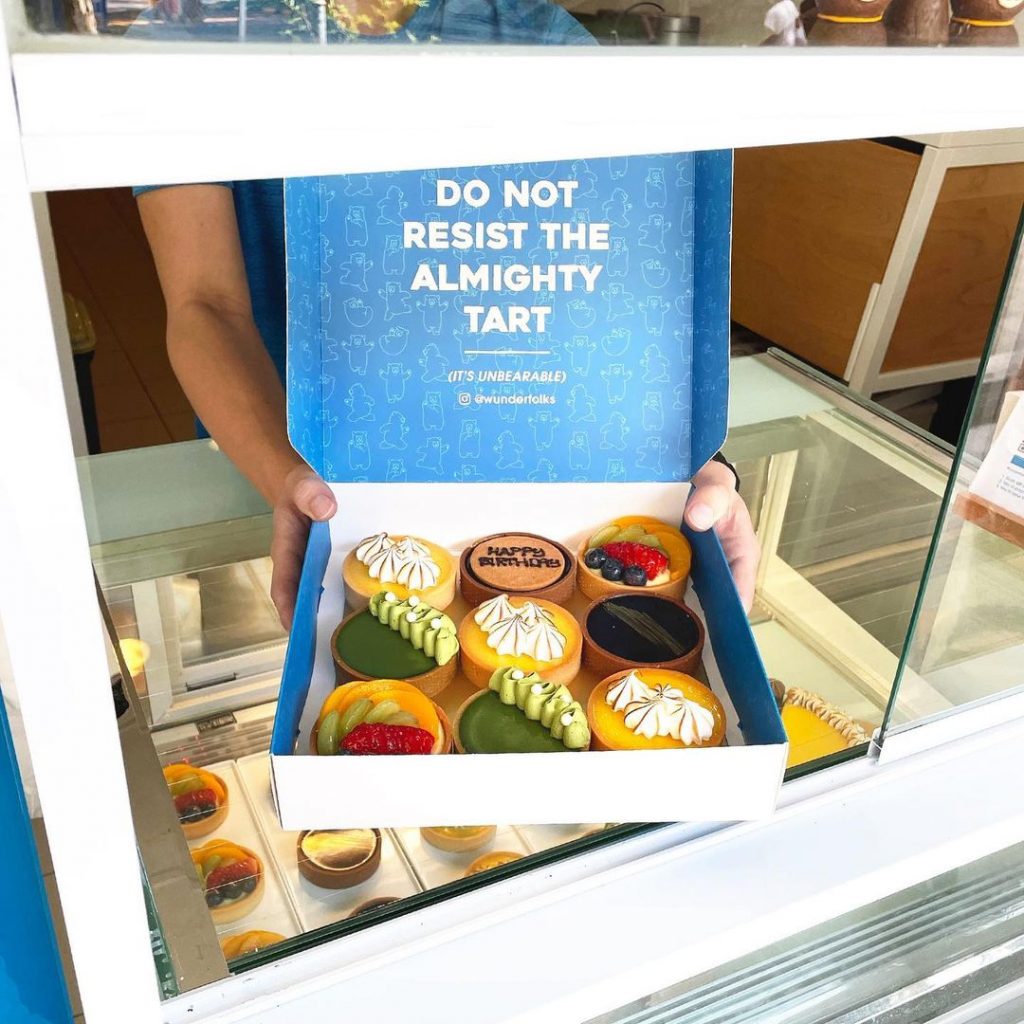 DO NOT
RESIST THE
ALMIGHTY
TART
(IT'S UNBEARABLE)
@wunderfolks
HAPPY
BIRTHDAY